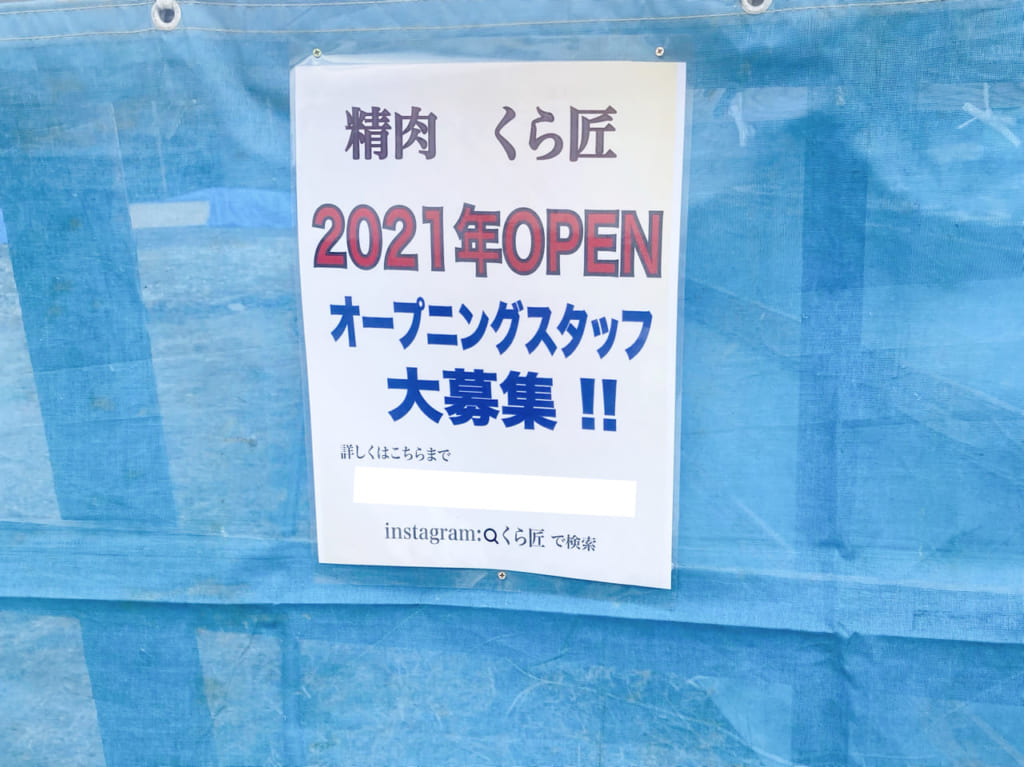 精肉　くら匠
2021年OPEN
オープニングスタッフ
大募集 !!
詳しくはこちらまで
instagram:くら匠 で検索